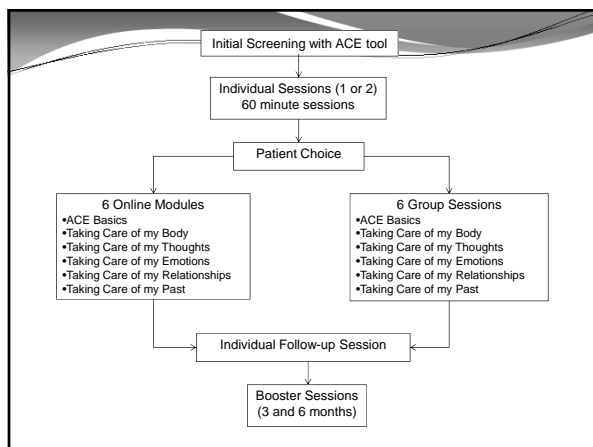 Initial Screening with ACE tool
Individual Sessions (1 or 2)
60 minute sessions
Patient Choice
6 Online Modules
•ACE Basics
•Taking Care of my Body
•Taking Care of my Thoughts
•Taking Care of my Emotions
•Taking Care of my Relationships
•Taking Care of my Past
6 Group Sessions
•ACE Basics
•Taking Care of my Body
•Taking Care of my Thoughts
•Taking Care of my Emotions
•Taking Care of my Relationships
•Taking Care of my Past
Individual Follow-up Session
Booster Sessions
(3 and 6 months)